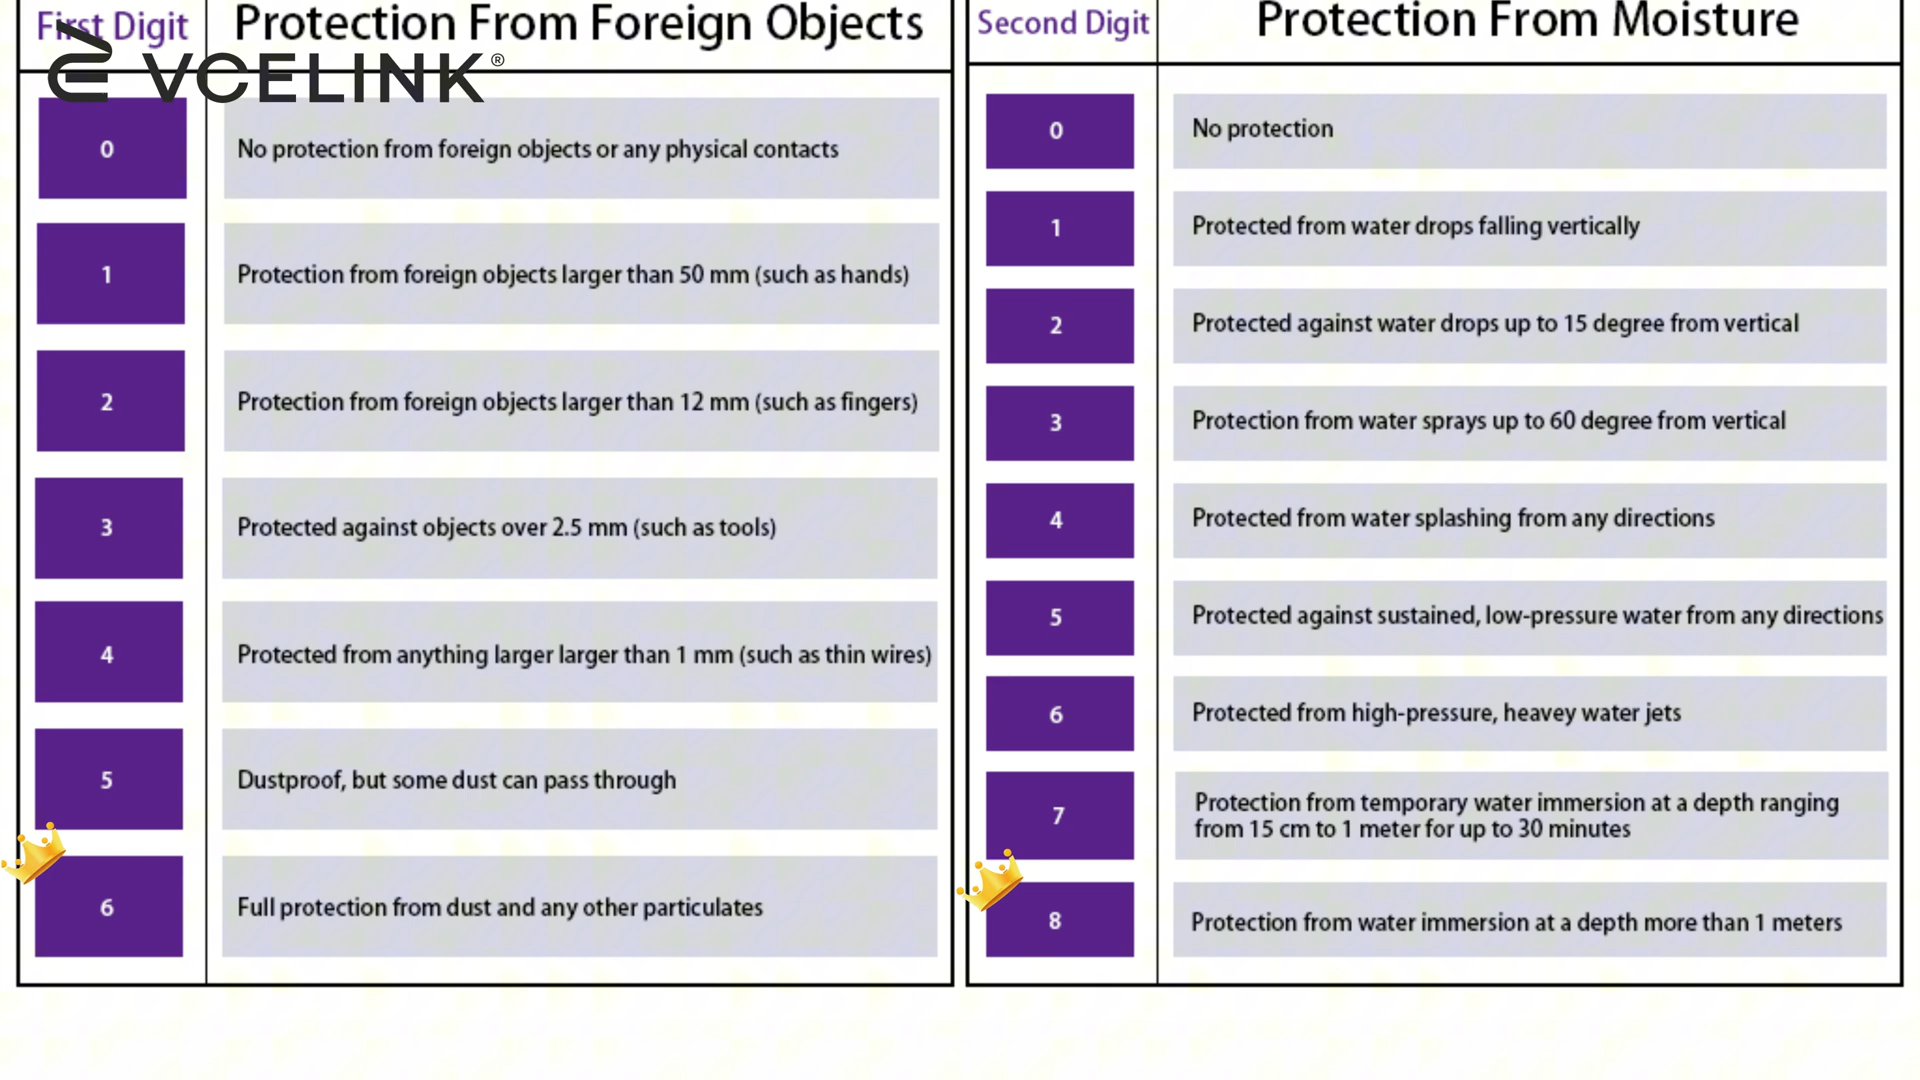 First Digit
Protection From Foreign Objects
VCELINK®
0
No protection from foreign objects or any physical contacts
1
Protection from foreign objects larger than 50 mm (such as hands)
2
Protection from foreign objects larger than 12 mm (such as fingers)
3
Protected against objects over 2.5 mm (such as tools)
4
Protected from anything larger larger than 1 mm (such as thin wires)
5
Dustproof, but some dust can pass through
6
Full protection from dust and any other particulates
Second Digit
Protection From Moisture
0
No protection
1
Protected from water drops falling vertically
2
Protected against water drops up to 15 degree from vertical
3
Protection from water sprays up to 60 degree from vertical
4
Protected from water splashing from any directions
5
Protected against sustained, low-pressure water from any directions
6
Protected from high-pressure, heavey water jets
7
Protection from temporary water immersion at a depth ranging
from 15 cm to 1 meter for up to 30 minutes
8
Protection from water immersion at a depth more than 1 meters